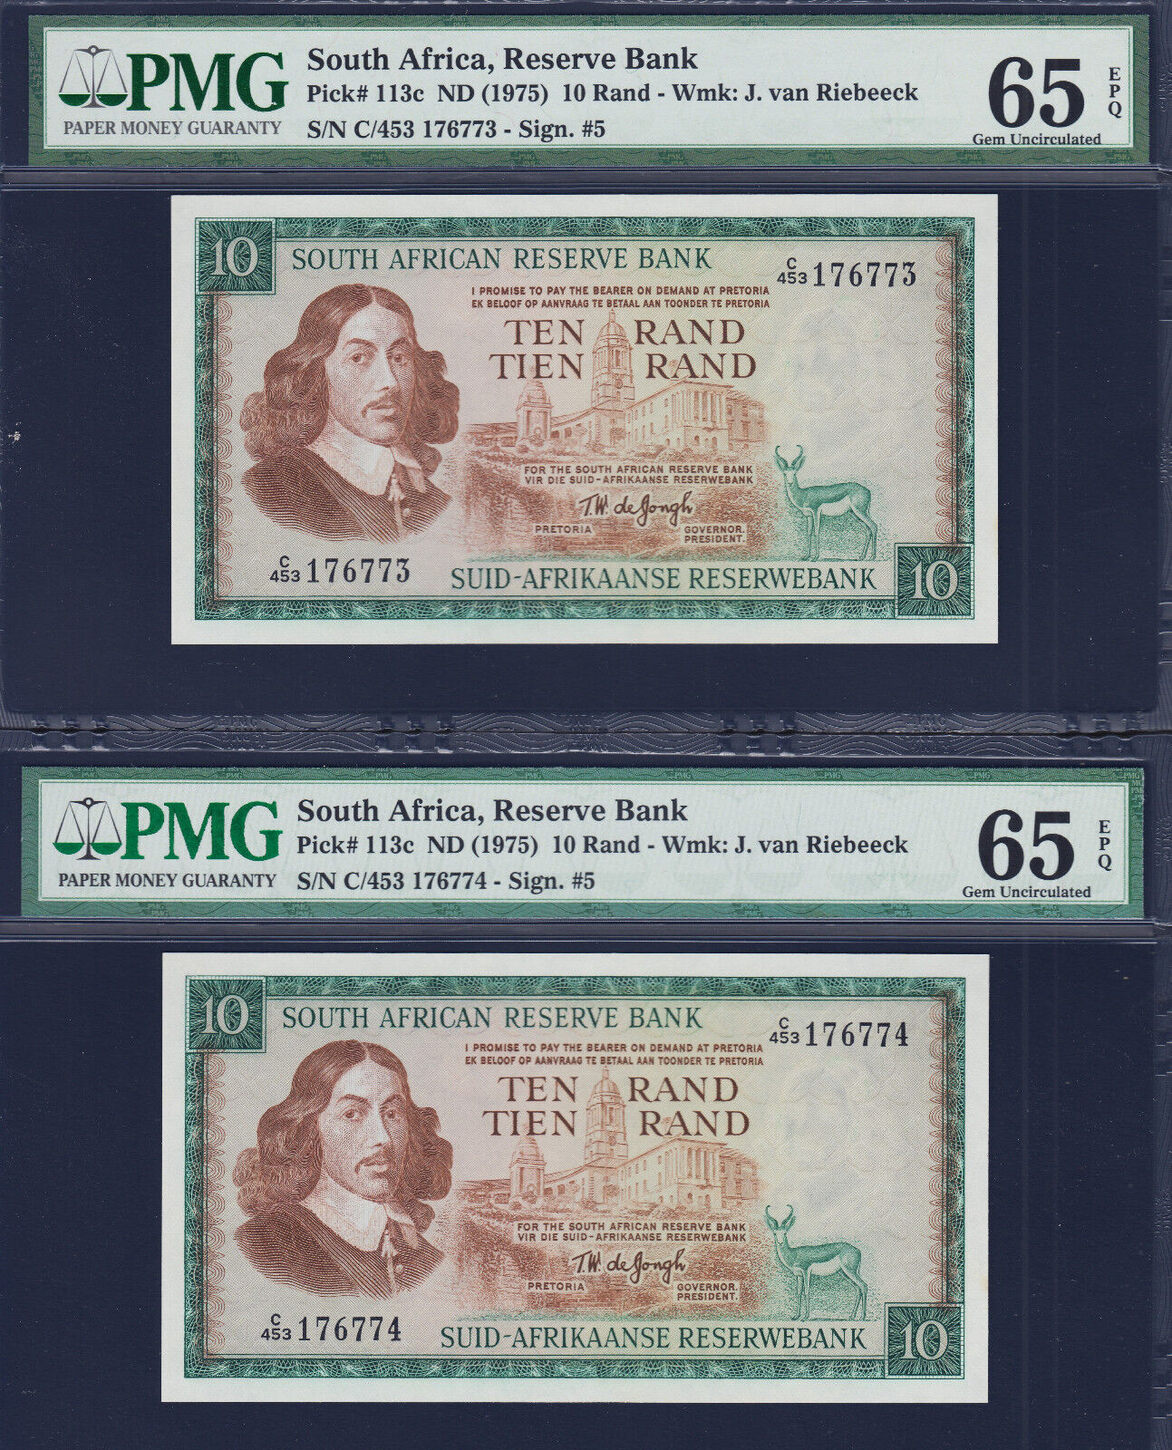 PMG
PAPER MONEY GUARANTY
South Africa, Reserve Bank
Pick# 113c ND (1975) 10 Rand - Wmk: J. van Riebeeck
S/N C/453 176773 - Sign. #5
65
EPQ
Gem Uncirculated
10
SOUTH AFRICAN RESERVE BANK
C/453 176773
I PROMISE TO PAY THE BEARER ON DEMAND AT PRETORIA
EK BELOOF OP AANVRAAG TE BETAAL AAN TOONDER TE PRETORIA
TEN RAND
TIEN RAND
FOR THE SOUTH AFRICAN RESERVE BANK
VIR DIE SUID-AFRIKAANSE RESERWEBANK
T.W. de Jongh
PRETORIA GOVERNOR.
PRESIDENT.
C/453 176773
SUID-AFRIKAANSE RESERWEBANK
10
PMG
PAPER MONEY GUARANTY
South Africa, Reserve Bank
Pick# 113c ND (1975) 10 Rand - Wmk: J. van Riebeeck
S/N C/453 176774 - Sign. #5
65
EPQ
Gem Uncirculated
10
SOUTH AFRICAN RESERVE BANK
C/453 176774
I PROMISE TO PAY THE BEARER ON DEMAND AT PRETORIA
EK BELOOF OP AANVRAAG TE BETAAL AAN TOONDER TE PRETORIA
TEN RAND
TIEN RAND
FOR THE SOUTH AFRICAN RESERVE BANK
VIR DIE SUID-AFRIKAANSE RESERWEBANK
T.W. de Jongh
PRETORIA GOVERNOR.
PRESIDENT.
C/453 176774
SUID-AFRIKAANSE RESERWEBANK
10